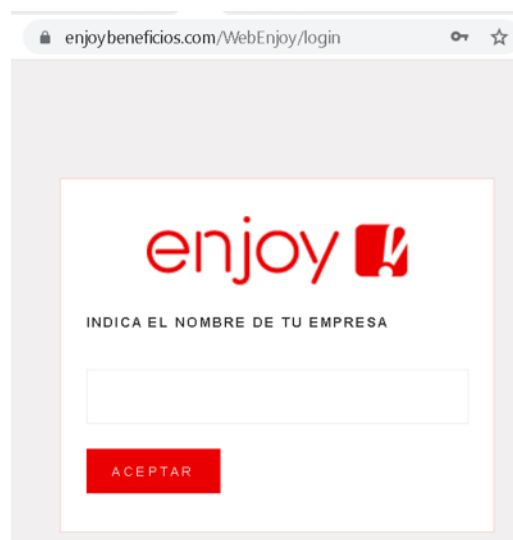 enjoybeneficios.com/WebEnjoy/login
enjoy!
INDICA EL NOMBRE DE TU EMPRESA
ACEPTAR